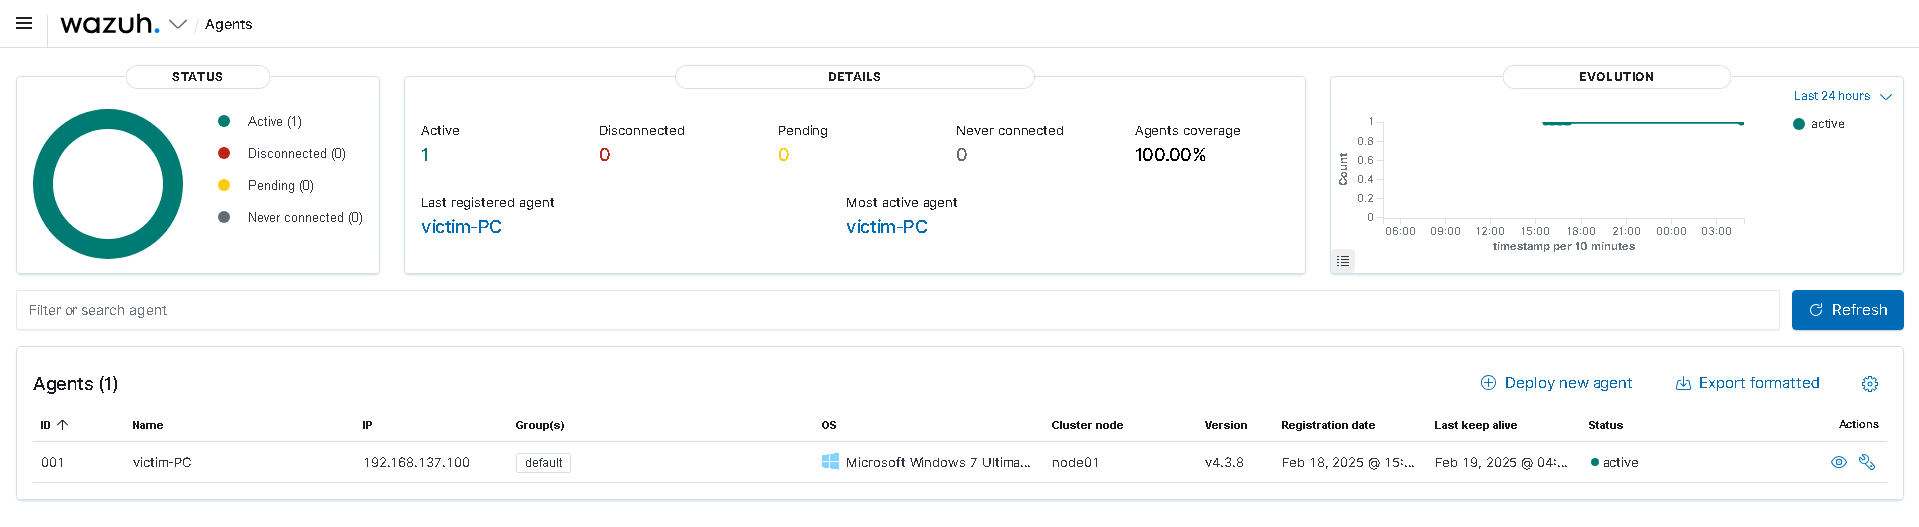 wazuh. / Agents
STATUS
Active (1)
Disconnected (0)
Pending (0)
Never connected (0)
DETAILS
Active Disconnected Pending Never connected Agents coverage
1 0 0 0 100.00%
Last registered agent Most active agent
victim-PC victim-PC
EVOLUTION
Last 24 hours
active
Count
1
0.8
0.6
0.4
0.2
0
06:00 09:00 12:00 15:00 18:00 21:00 00:00 03:00
timestamp per 10 minutes
Filter or search agent
Refresh
Agents (1) Deploy new agent Export formatted
ID Name IP Group(s) OS Cluster node Version Registration date Last keep alive Status Actions
001 victim-PC 192.168.137.100 default Microsoft Windows 7 Ultima... node01 v4.3.8 Feb 18, 2025 @ 15:... Feb 19, 2025 @ 04:... active